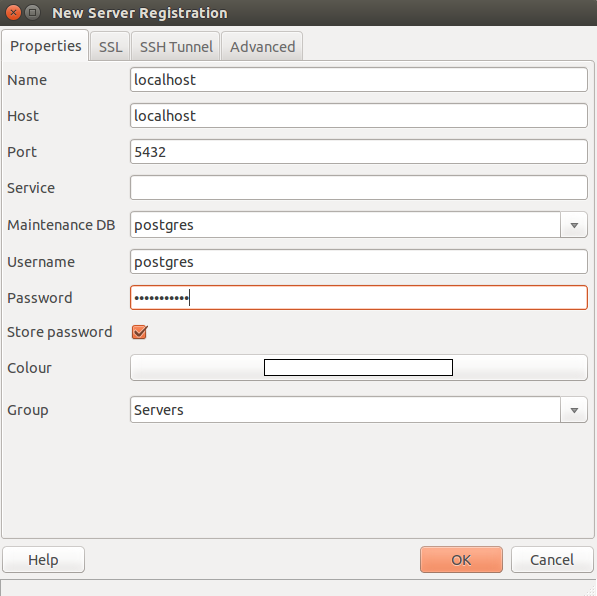 New Server Registration
Properties SSL SSH Tunnel Advanced
Name localhost
Host localhost
Port 5432
Service
Maintenance DB postgres
Username postgres
Password •••••••••••
Store password
Colour
Group Servers
Help OK Cancel